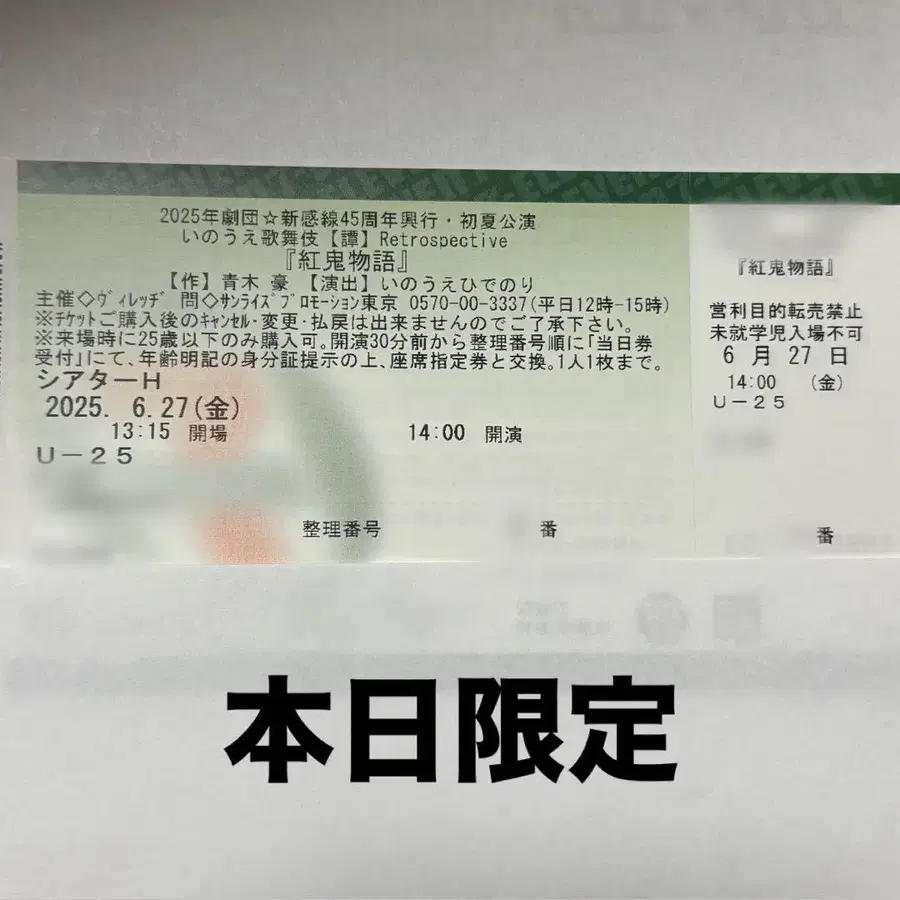 2025年劇団☆新感線45周年興行・初夏公演
いのうえ歌舞伎【譚】Retrospective
『紅鬼物語』
【作】青木 豪 【演出】いのうえひでのり
主催◇ヴィレッヂ 問◇サンライズプロモーション東京 0570-00-3337(平日12時-15時)
※チケットご購入後のキャンセル・変更・払戻は出来ませんのでご了承下さい。
※来場時に25歳以下のみ購入可。開演30分前から整理番号順に「当日券
受付」にて、年齢明記の身分証提示の上、座席指定券と交換。1人1枚まで。
シアターH
2025. 6.27(金)
13:15 開場 14:00 開演
U－25
整理番号 番
『紅鬼物語』
営利目的転売禁止
未就学児入場不可
6 月 27 日
14:00 (金)
U－25
番
本日限定